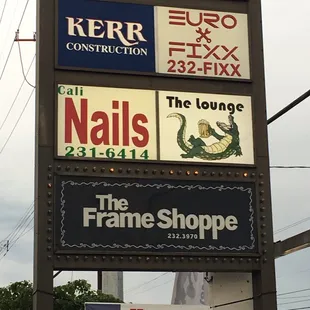 KERR
CONSTRUCTION
EURO
FIXX
232-FIXX
Cali
Nails
231-6414
The Lounge
The
Frame Shoppe
232.3970